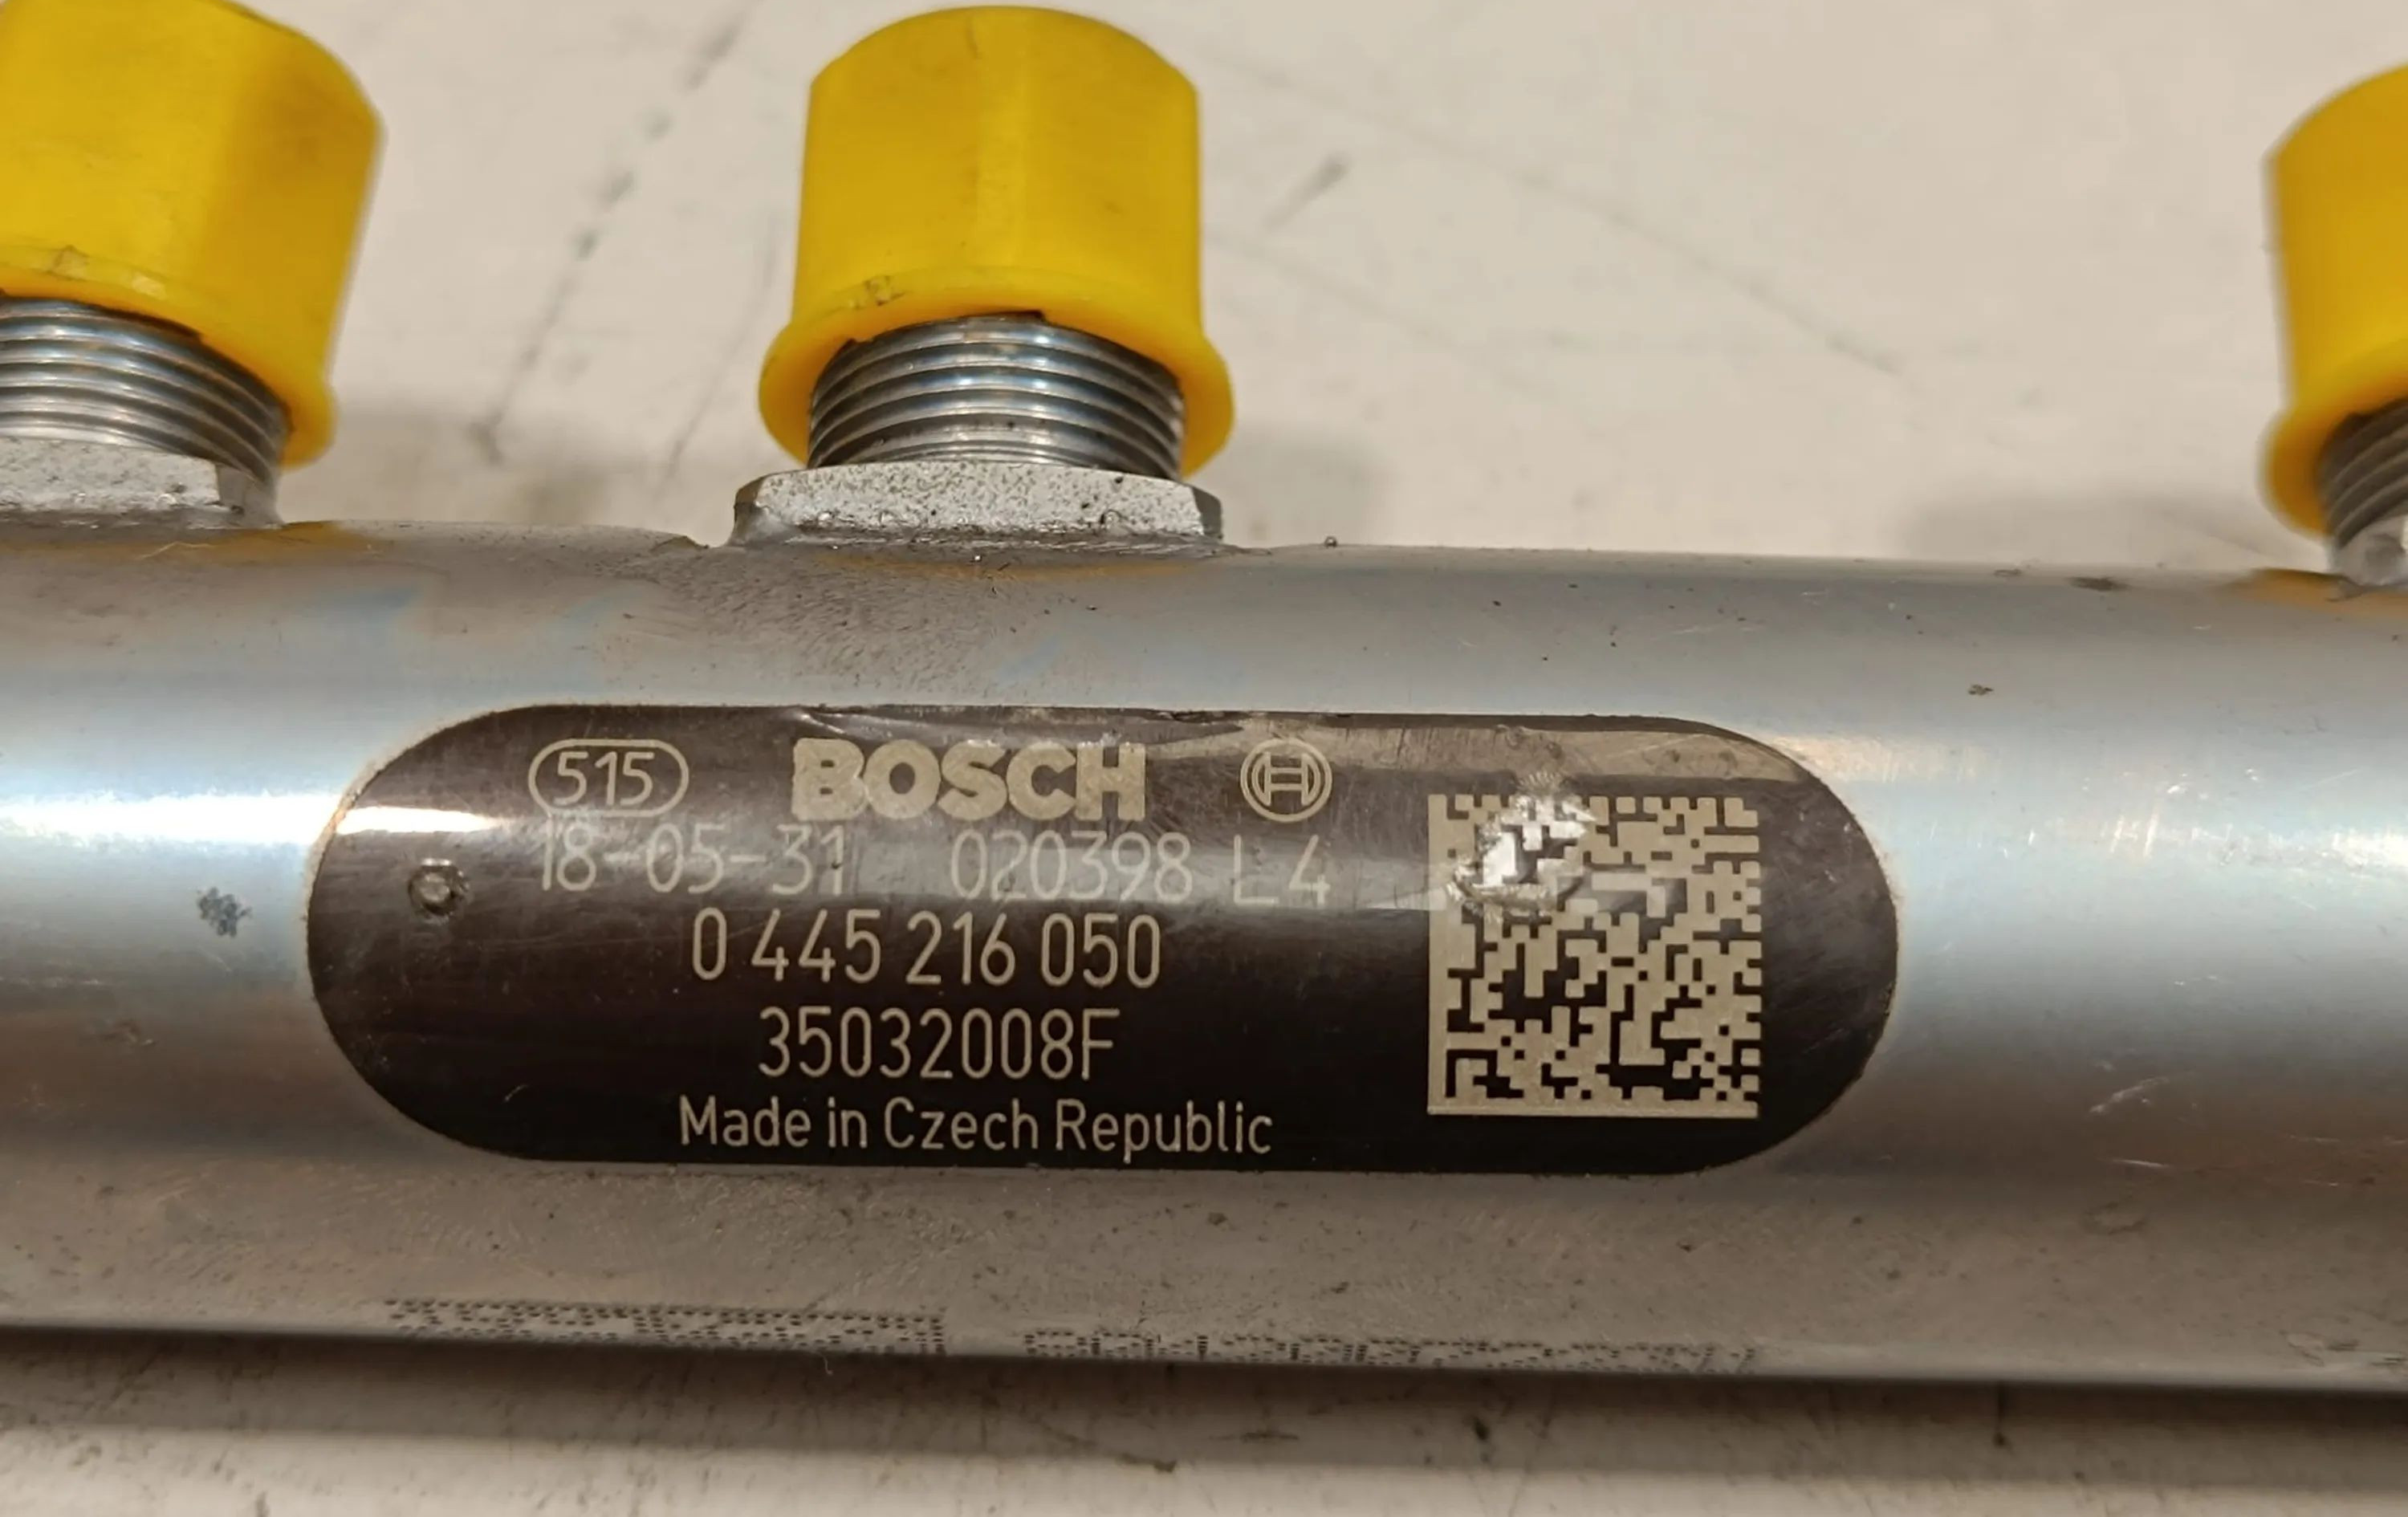 515 BOSCH
18-05-31 020398 L4
0 445 216 050
35032008F
Made in Czech Republic